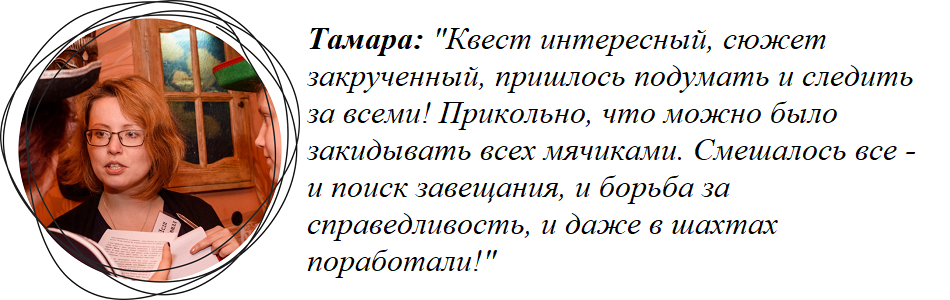 Тамара: "Квест интересный, сюжет
закрученный, пришлось подумать и следить
за всеми! Прикольно, что можно было
закидывать всех мячиками. Смешалось все -
и поиск завещания, и борьба за
справедливость, и даже в шахтах
поработали!"